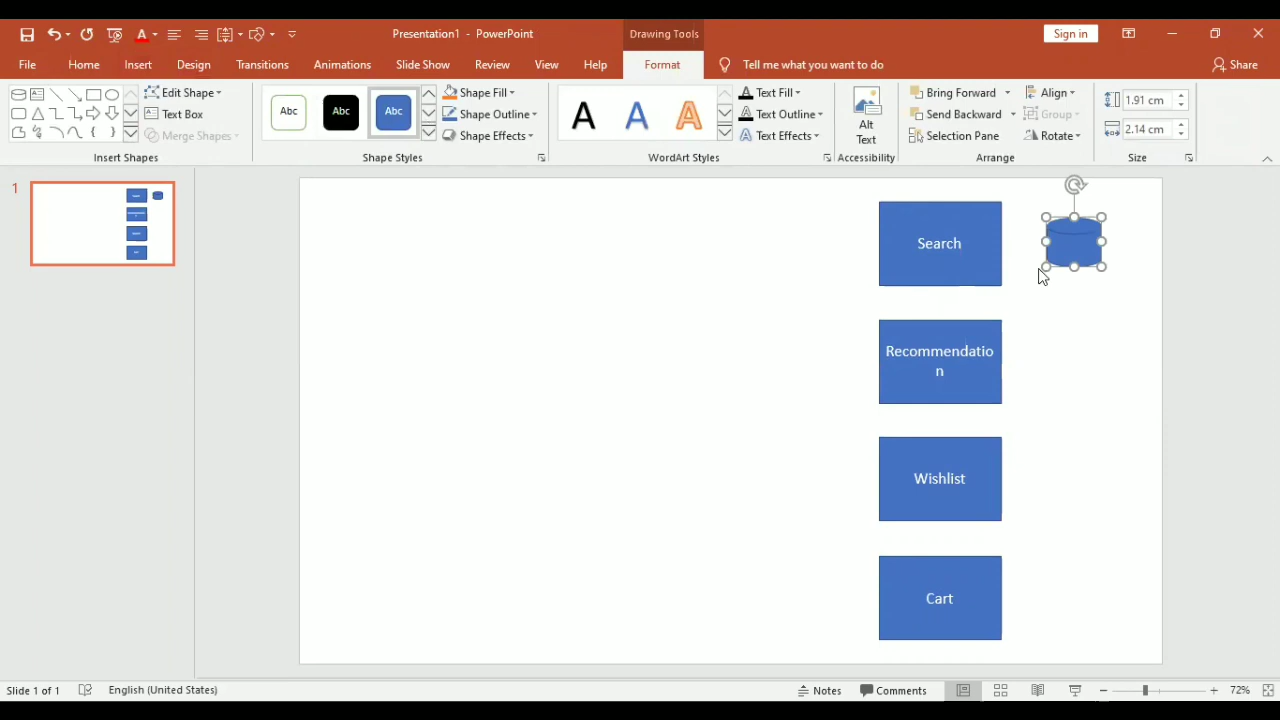 Presentation1 - PowerPoint
Drawing Tools
Sign in
File Home Insert Design Transitions Animations Slide Show Review View Help Format Tell me what you want to do Share
Edit Shape
Text Box
Merge Shapes
Insert Shapes
Abc Abc Abc
Shape Fill
Shape Outline
Shape Effects
Shape Styles
A A A
Text Fill
Text Outline
Text Effects
WordArt Styles
Alt
Text
Accessibility
Bring Forward
Send Backward
Selection Pane
Align
Group
Rotate
Arrange
1.91 cm
2.14 cm
Size
1
Search
Recommendatio
n
Wishlist
Cart
Slide 1 of 1 English (United States) Notes Comments 72%